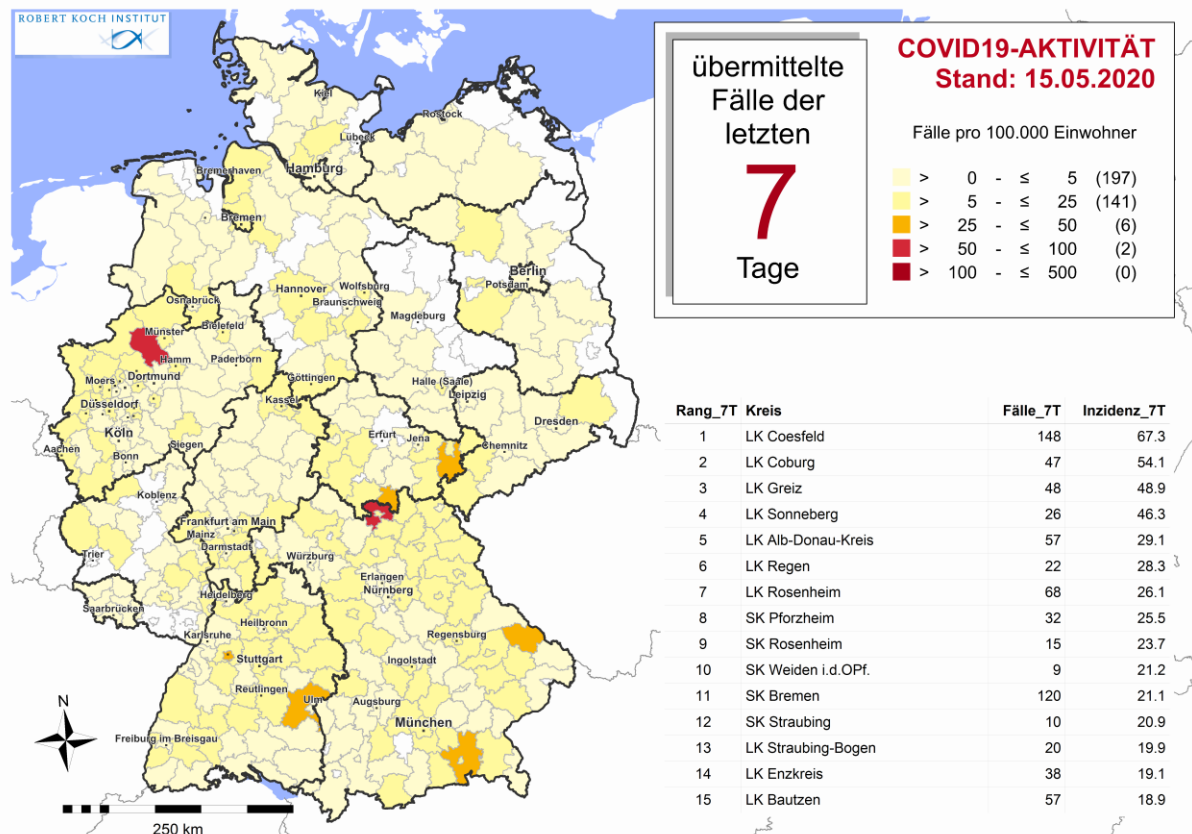 ROBERT KOCH INSTITUT
übermittelte
Fälle der
letzten
7
Tage
COVID19-AKTIVITÄT
Stand: 15.05.2020
Fälle pro 100.000 Einwohner
> 0 - ≤ 5 (197)
> 5 - ≤ 25 (141)
> 25 - ≤ 50 (6)
> 50 - ≤ 100 (2)
> 100 - ≤ 500 (0)
Kiel
Rostock
Lübeck
Hamburg
Bremerhaven
Bremen
Berlin
Potsdam
Hannover
Wolfsburg
Braunschweig
Osnabrück
Magdeburg
Bielefeld
Münster
Hamm
Paderborn
Moers
Dortmund
Göttingen
Halle (Saale)
Leipzig
Düsseldorf
Kassel
Dresden
Köln
Erfurt
Jena
Chemnitz
Aachen
Siegen
Bonn
Koblenz
Frankfurt am Main
Mainz
Darmstadt
Trier
Würzburg
Erlangen
Nürnberg
Saarbrücken
Heidelberg
Heilbronn
Karlsruhe
Regensburg
Stuttgart
Ingolstadt
Reutlingen
Ulm
Augsburg
München
Freiburg im Breisgau
N
250 km
Rang_7T Kreis Fälle_7T Inzidenz_7T
1 LK Coesfeld 148 67.3
2 LK Coburg 47 54.1
3 LK Greiz 48 48.9
4 LK Sonneberg 26 46.3
5 LK Alb-Donau-Kreis 57 29.1
6 LK Regen 22 28.3
7 LK Rosenheim 68 26.1
8 SK Pforzheim 32 25.5
9 SK Rosenheim 15 23.7
10 SK Weiden i.d.OPf. 9 21.2
11 SK Bremen 120 21.1
12 SK Straubing 10 20.9
13 LK Straubing-Bogen 20 19.9
14 LK Enzkreis 38 19.1
15 LK Bautzen 57 18.9